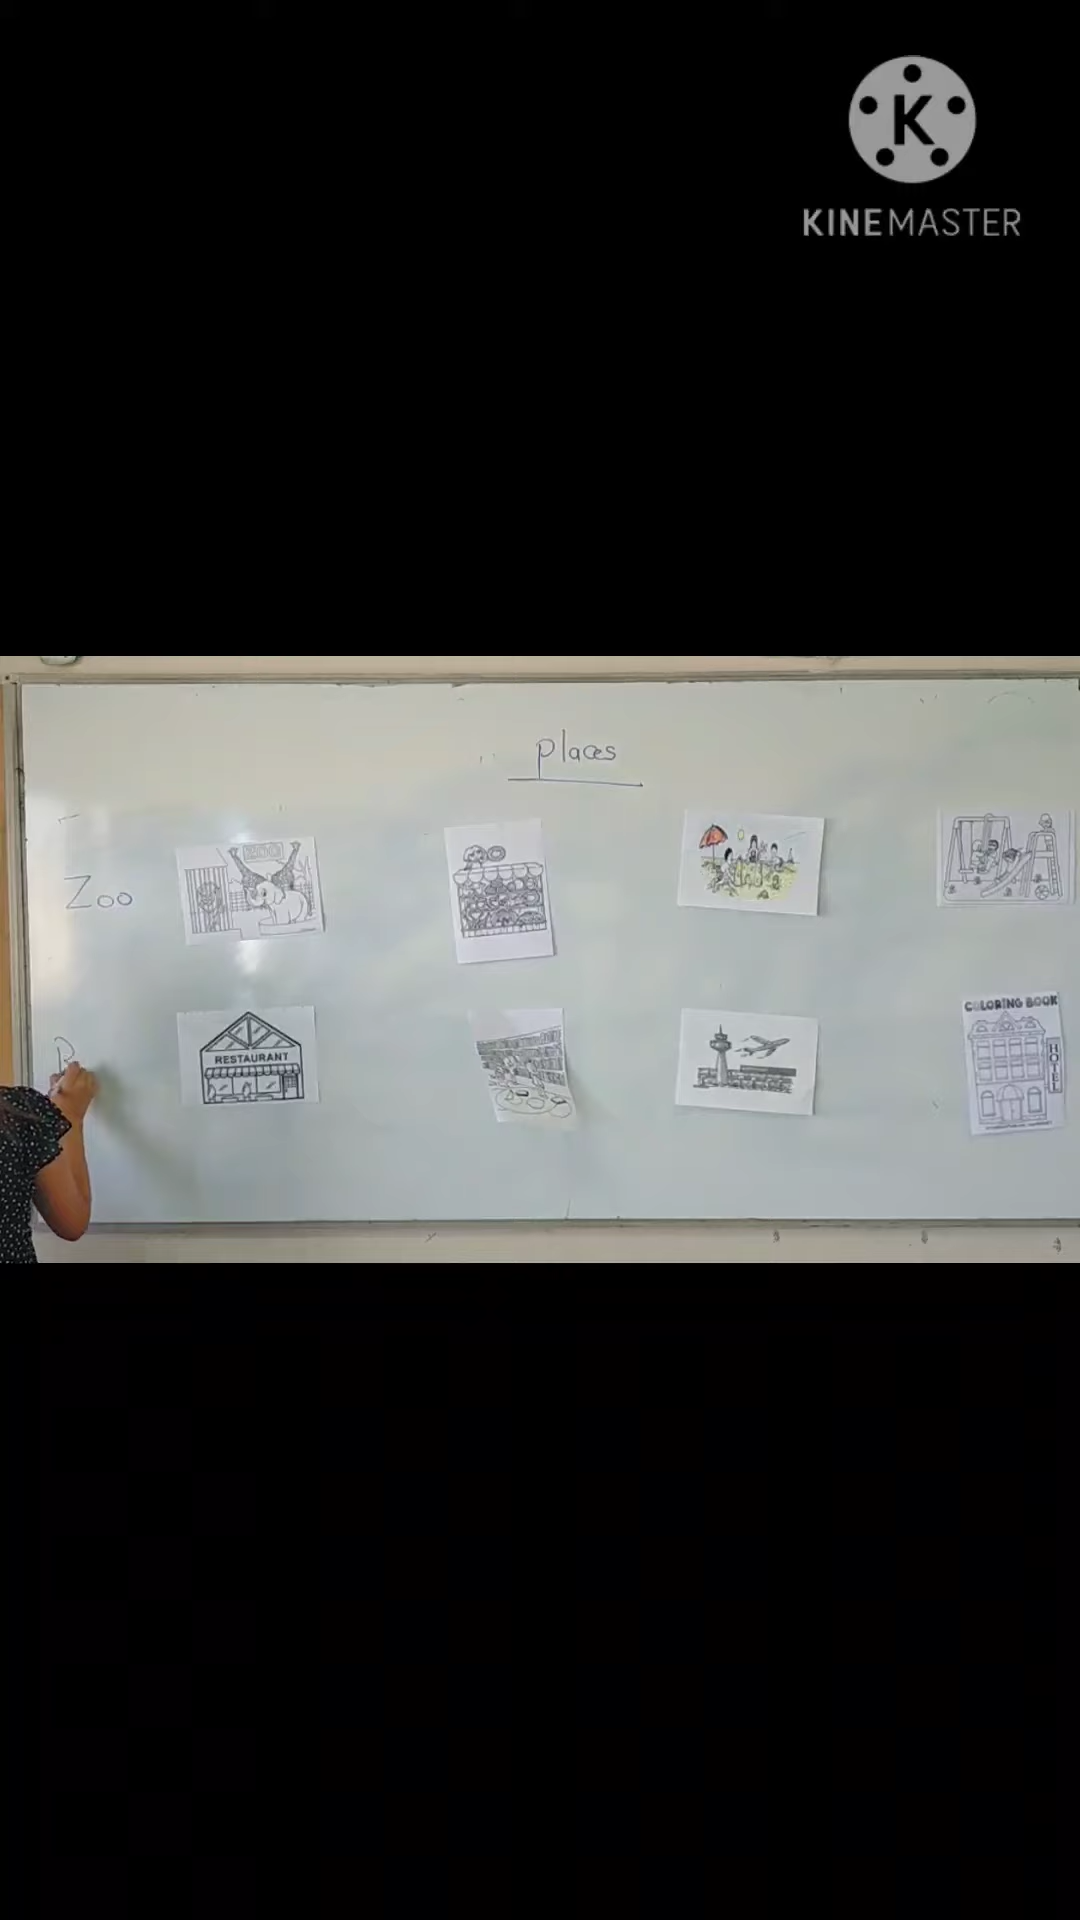 KINEMASTER
places
ZOO
Zoo
RESTAURANT
COLORING BOOK
HOTEL
R